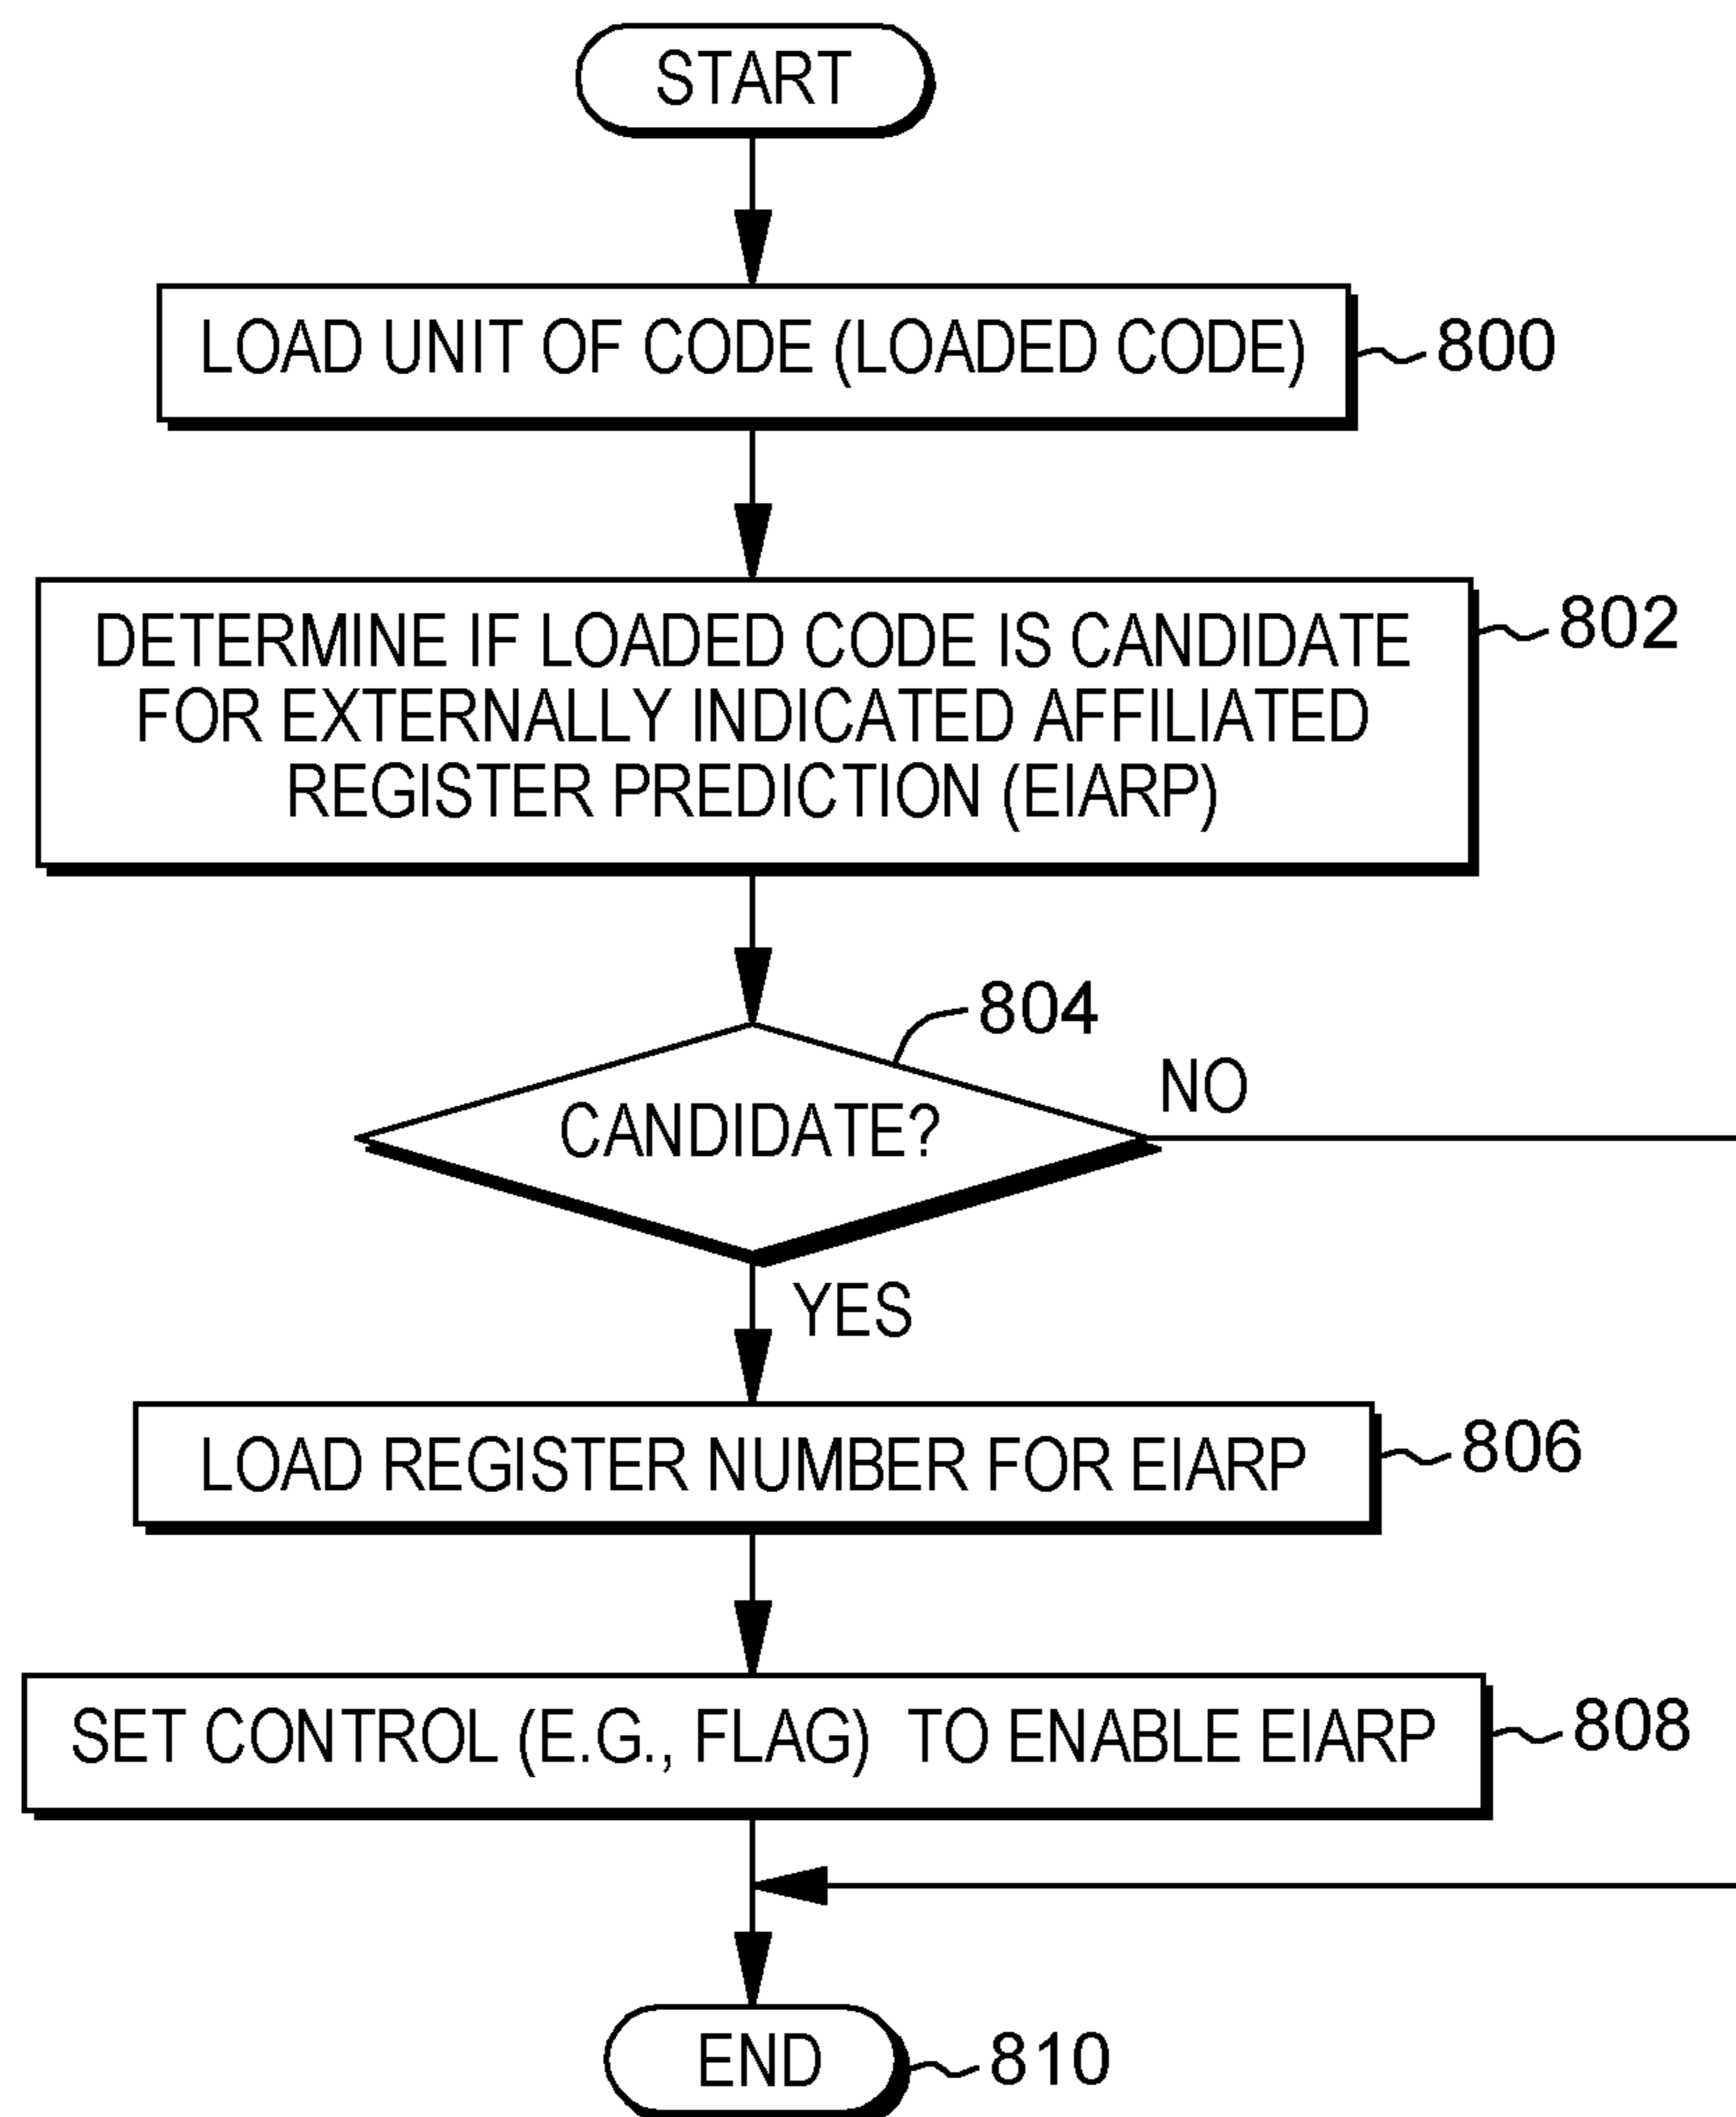 START
LOAD UNIT OF CODE (LOADED CODE)
800
DETERMINE IF LOADED CODE IS CANDIDATE
FOR EXTERNALLY INDICATED AFFILIATED
REGISTER PREDICTION (EIARP)
802
804
CANDIDATE?
NO
YES
LOAD REGISTER NUMBER FOR EIARP
806
SET CONTROL (E.G., FLAG) TO ENABLE EIARP
808
END
810